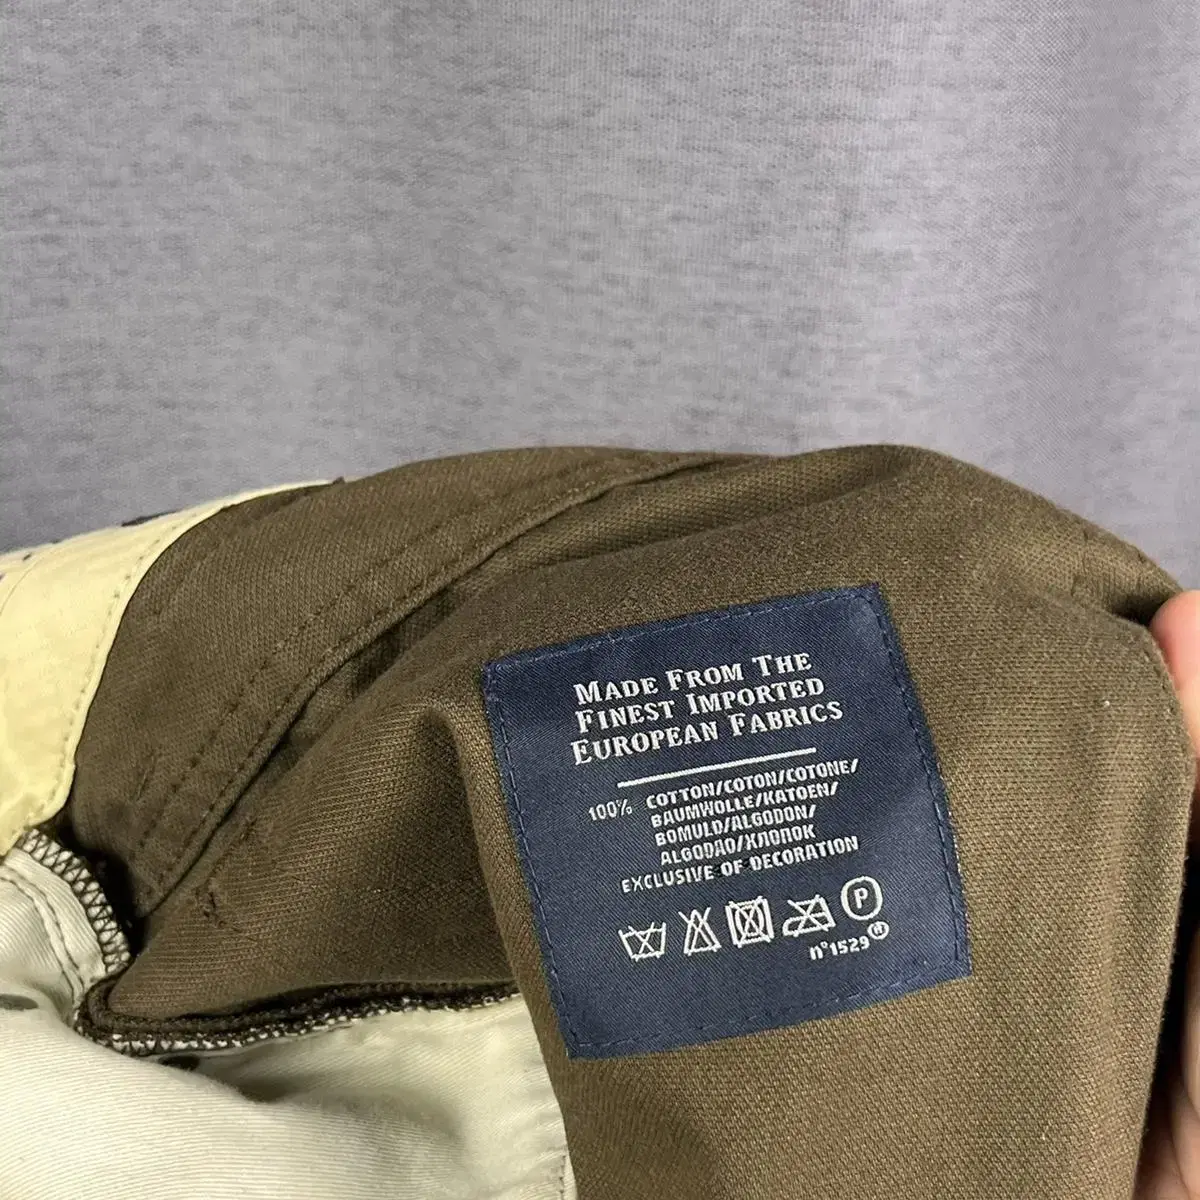 MADE FROM THE
FINEST IMPORTED
EUROPEAN FABRICS
100% COTTON/COTON/COTONE/
BAUMWOLLE/KATOEN/
BOMULD/ALGODON/
ALGODAO/ХЛОПОК
EXCLUSIVE OF DECORATION
P
n°1529